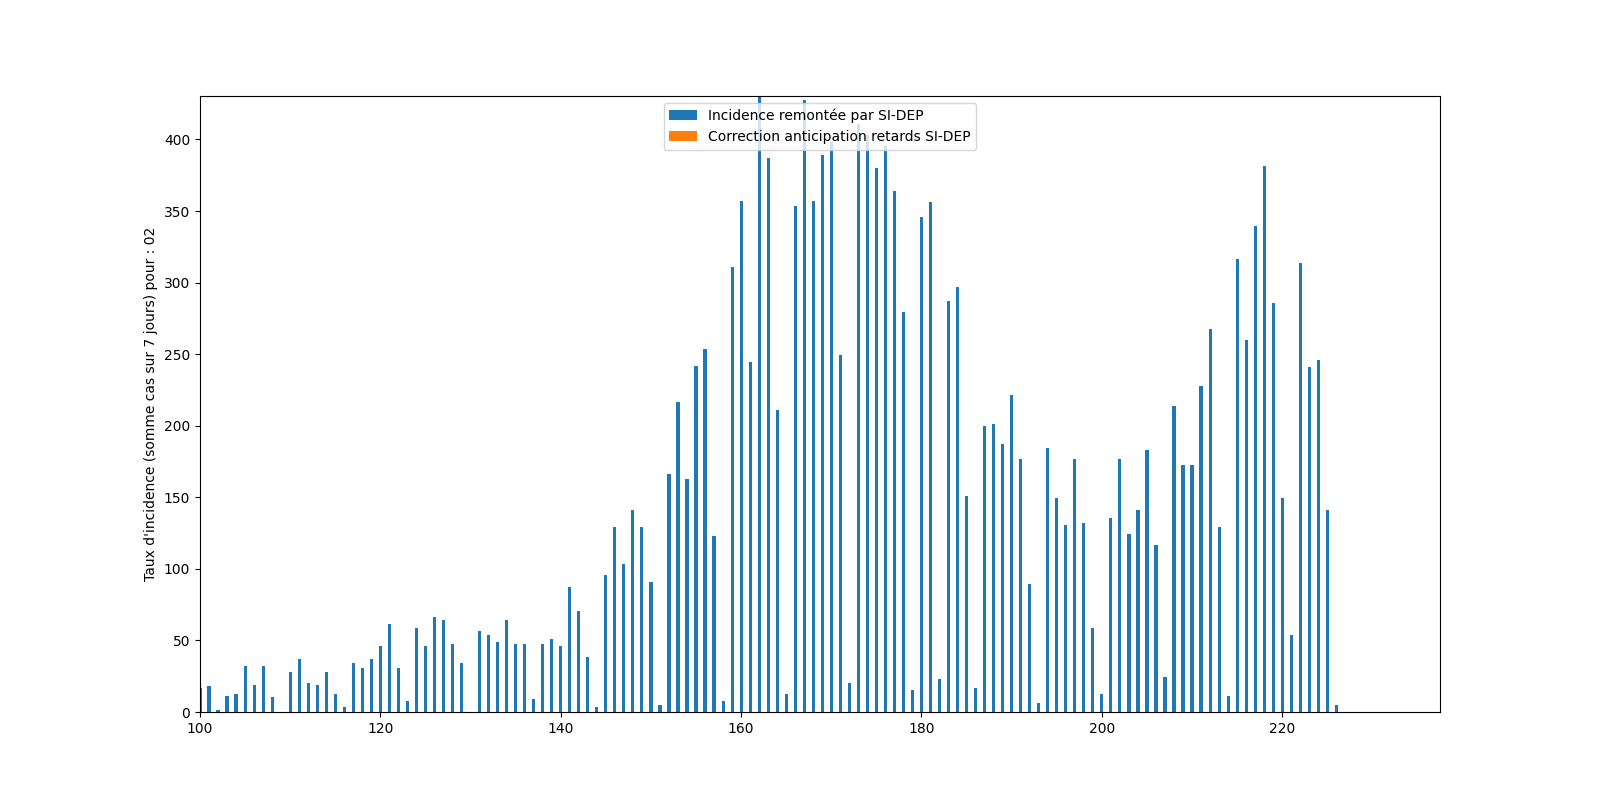 Incidence remontée par SI-DEP
Correction anticipation retards SI-DEP
Taux d'incidence (somme cas sur 7 jours) pour : 02
400
350
300
250
200
150
100
50
0
100 120 140 160 180 200 220